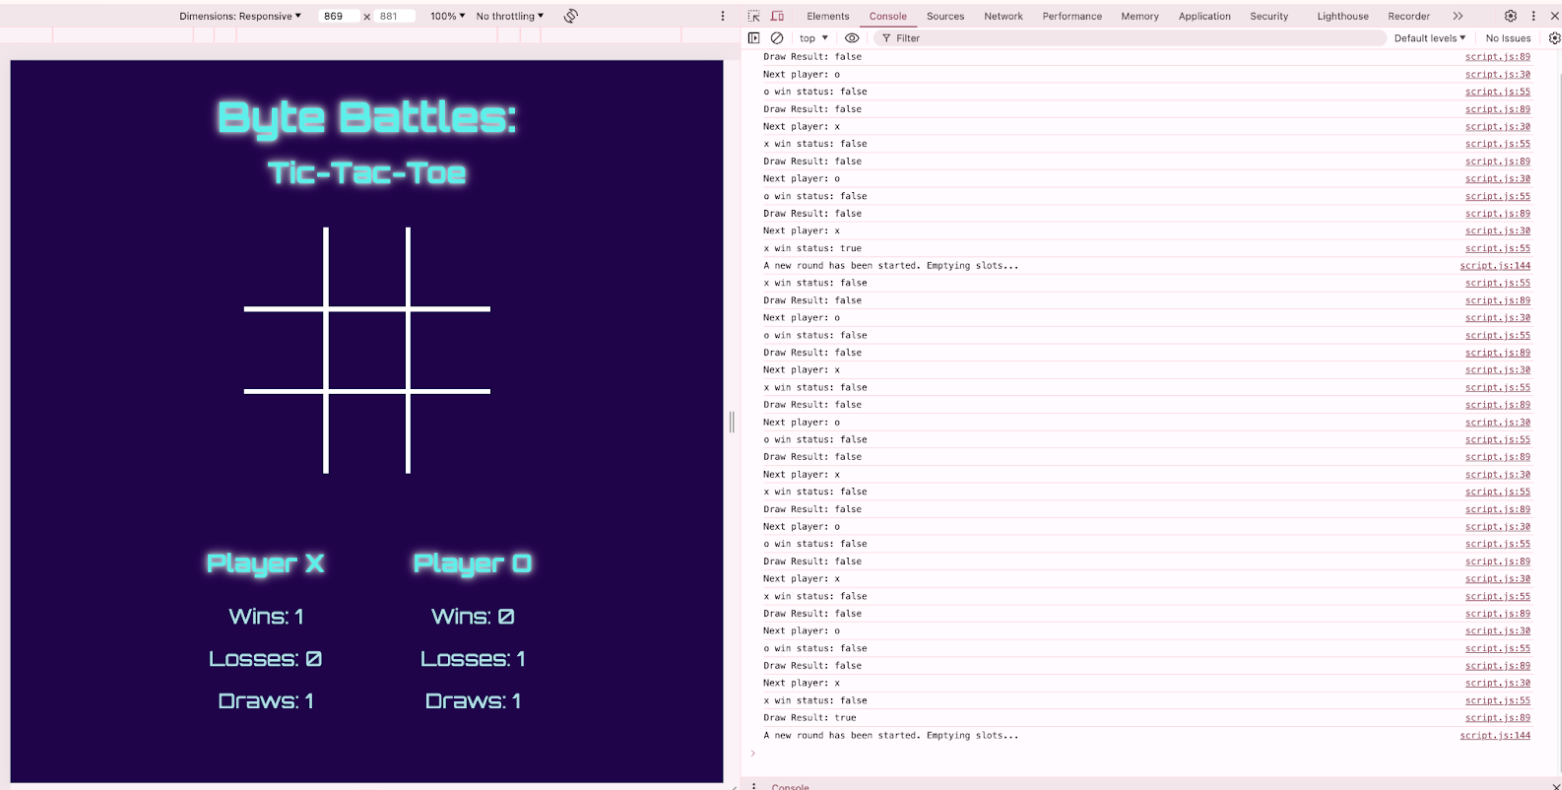 Dimensions: Responsive 869 x 881 100% No throttling
Byte Battles:
Tic-Tac-Toe
Player X Player O
Wins: 1 Wins: 0
Losses: 0 Losses: 1
Draws: 1 Draws: 1
Elements Console Sources Network Performance Memory Application Security Lighthouse Recorder
top Filter Default levels No Issues
Draw Result: false script.js:89
Next player: o script.js:30
o win status: false script.js:55
Draw Result: false script.js:89
Next player: x script.js:30
x win status: false script.js:55
Draw Result: false script.js:89
Next player: o script.js:30
o win status: false script.js:55
Draw Result: false script.js:89
Next player: x script.js:30
x win status: true script.js:55
A new round has been started. Emptying slots... script.js:144
x win status: false script.js:55
Draw Result: false script.js:89
Next player: o script.js:30
o win status: false script.js:55
Draw Result: false script.js:89
Next player: x script.js:30
x win status: false script.js:55
Draw Result: false script.js:89
Next player: o script.js:30
o win status: false script.js:55
Draw Result: false script.js:89
Next player: x script.js:30
x win status: false script.js:55
Draw Result: false script.js:89
Next player: o script.js:30
o win status: false script.js:55
Draw Result: false script.js:89
Next player: x script.js:30
x win status: false script.js:55
Draw Result: false script.js:89
Next player: o script.js:30
o win status: false script.js:55
Draw Result: false script.js:89
Next player: x script.js:30
x win status: false script.js:55
Draw Result: true script.js:89
A new round has been started. Emptying slots... script.js:144
Console